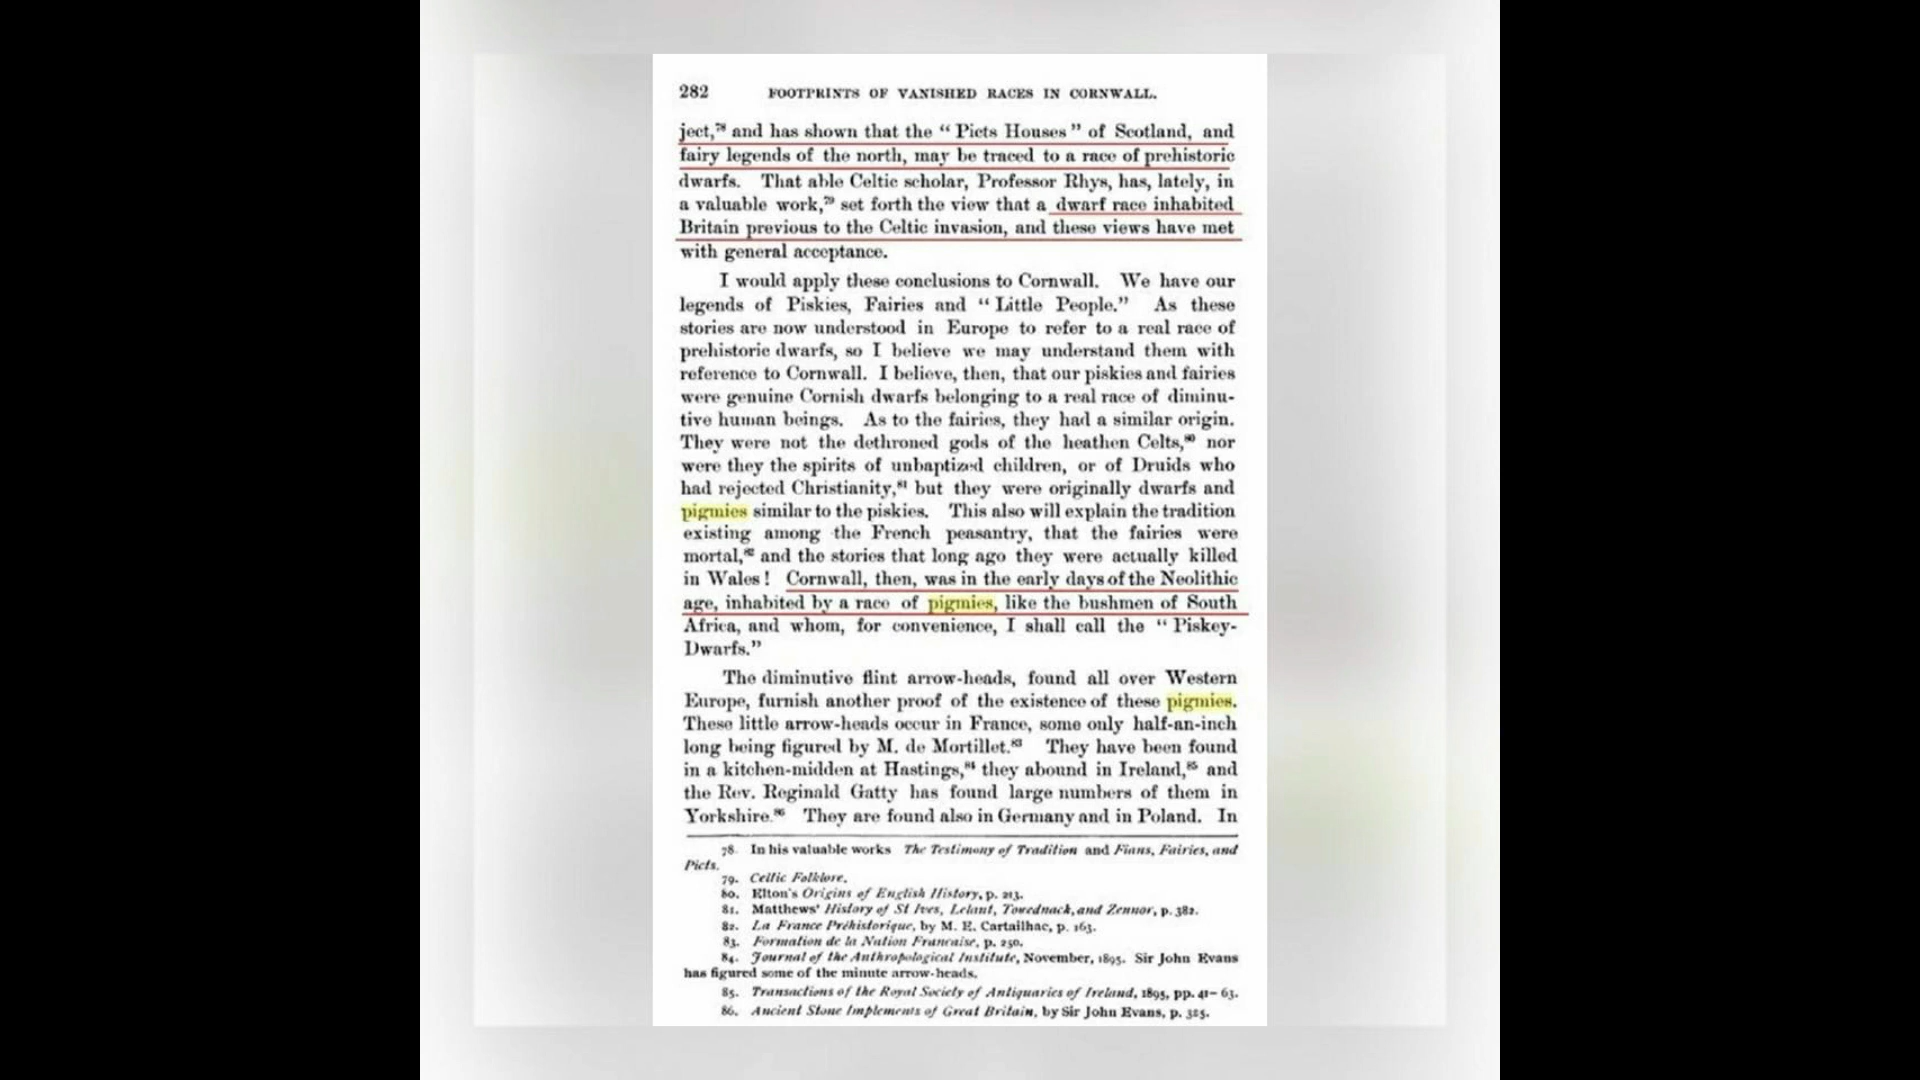 282 FOOTPRINTS OF VANISHED RACES IN CORNWALL.
ject,⁷⁸ and has shown that the “ Picts Houses ” of Scotland, and
fairy legends of the north, may be traced to a race of prehistoric
dwarfs. That able Celtic scholar, Professor Rhys, has, lately, in
a valuable work,⁷⁹ set forth the view that a dwarf race inhabited
Britain previous to the Celtic invasion, and these views have met
with general acceptance.
I would apply these conclusions to Cornwall. We have our
legends of Piskies, Fairies and “ Little People.” As these
stories are now understood in Europe to refer to a real race of
prehistoric dwarfs, so I believe we may understand them with
reference to Cornwall. I believe, then, that our piskies and fairies
were genuine Cornish dwarfs belonging to a real race of diminu-
tive human beings. As to the fairies, they had a similar origin.
They were not the dethroned gods of the heathen Celts,⁸⁰ nor
were they the spirits of unbaptized children, or of Druids who
had rejected Christianity,⁸¹ but they were originally dwarfs and
pigmies similar to the piskies. This also will explain the tradition
existing among the French peasantry, that the fairies were
mortal,⁸² and the stories that long ago they were actually killed
in Wales ! Cornwall, then, was in the early days of the Neolithic
age, inhabited by a race of pigmies, like the bushmen of South
Africa, and whom, for convenience, I shall call the “ Piskey-
Dwarfs.”
The diminutive flint arrow-heads, found all over Western
Europe, furnish another proof of the existence of these pigmies.
These little arrow-heads occur in France, some only half-an-inch
long being figured by M. de Mortillet.⁸³ They have been found
in a kitchen-midden at Hastings,⁸⁴ they abound in Ireland,⁸⁵ and
the Rev. Reginald Gatty has found large numbers of them in
Yorkshire.⁸⁶ They are found also in Germany and in Poland. In
78. In his valuable works The Testimony of Tradition and Fians, Fairies, and
Picts.
79. Celtic Folklore.
80. Elton's Origins of English History, p. 213.
81. Matthews' History of St Ives, Lelant, Towednack, and Zennor, p. 382.
82. La France Préhistorique, by M. E. Cartailhac, p. 163.
83. Formation de la Nation Francaise, p. 250.
84. Journal of the Anthropological Institute, November, 1895. Sir John Evans
has figured some of the minute arrow-heads.
85. Transactions of the Royal Society of Antiquaries of Ireland, 1895, pp. 41– 63.
86. Ancient Stone Implements of Great Britain, by Sir John Evans, p. 325.